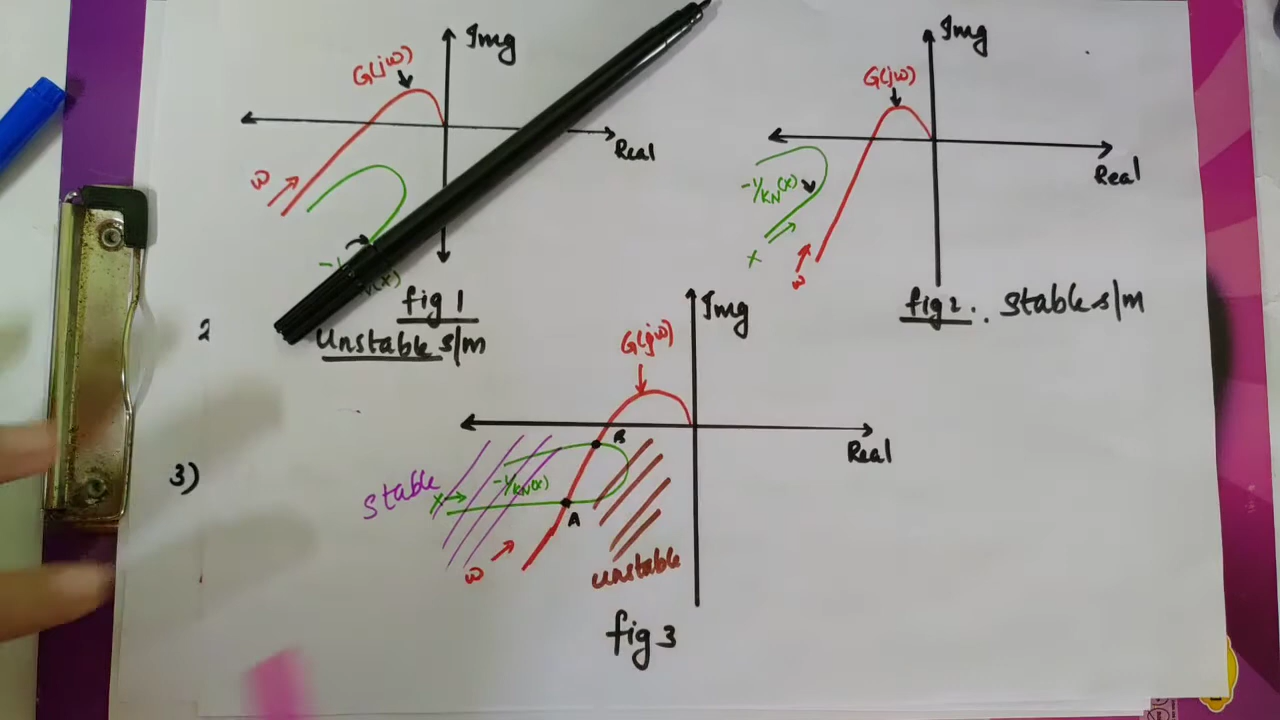 Img
G(jω)
Real
ω
fig 1
Unstable s/m
Img
G(jω)
Real
-1/KN(x)
x
ω
fig 2. stable s/m
2
3)
Img
G(jω)
Real
B
stable
x
-1/KN(x)
A
ω
unstable
fig 3